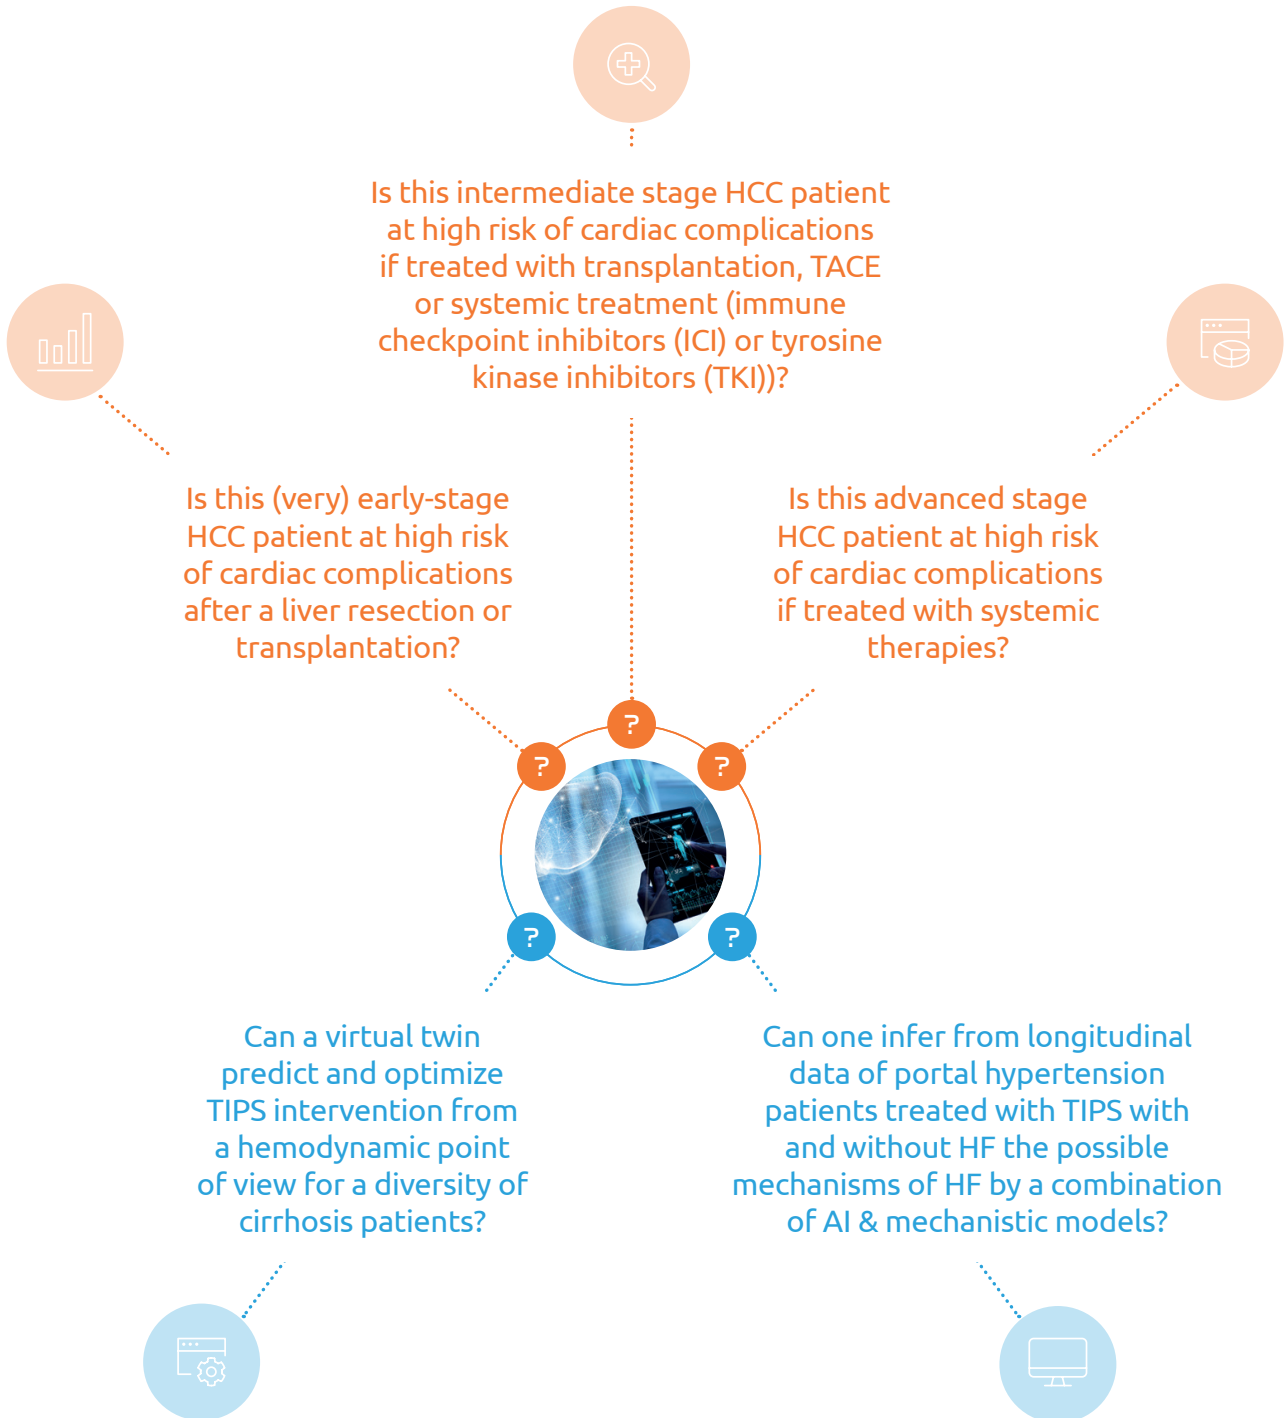 Is this intermediate stage HCC patient
at high risk of cardiac complications
if treated with transplantation, TACE
or systemic treatment (immune
checkpoint inhibitors (ICI) or tyrosine
kinase inhibitors (TKI))?
Is this (very) early-stage
HCC patient at high risk
of cardiac complications
after a liver resection or
transplantation?
Is this advanced stage
HCC patient at high risk
of cardiac complications
if treated with systemic
therapies?
?
?
?
?
?
Can a virtual twin
predict and optimize
TIPS intervention from
a hemodynamic point
of view for a diversity of
cirrhosis patients?
Can one infer from longitudinal
data of portal hypertension
patients treated with TIPS with
and without HF the possible
mechanisms of HF by a combination
of AI & mechanistic models?